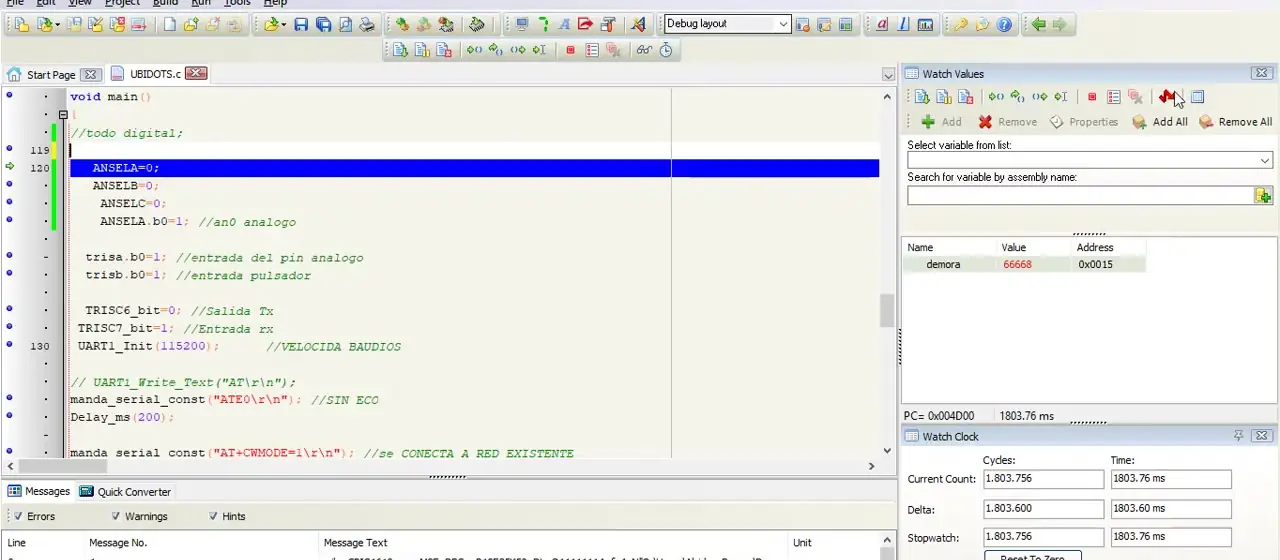 File Edit View Project Build Run Tools Help
Debug layout
Start Page UBIDOTS.c
void main()
{
//todo digital;
119
120 ANSELA=0;
ANSELB=0;
ANSELC=0;
ANSELA.b0=1; //an0 analogo
trisa.b0=1; //entrada del pin analogo
trisb.b0=1; //entrada pulsador
TRISC6_bit=0; //Salida Tx
TRISC7_bit=1; //Entrada rx
130 UART1_Init(115200); //VELOCIDA BAUDIOS
// UART1_Write_Text("AT\r\n");
manda_serial_const("ATE0\r\n"); //SIN ECO
Delay_ms(200);
manda_serial_const("AT+CWMODE=1\r\n"); //se CONECTA A RED EXISTENTE
Messages Quick Converter
Errors Warnings Hints
Line Message No. Message Text Unit
Watch Values
Add Remove Properties Add All Remove All
Select variable from list:
Search for variable by assembly name:
Name Value Address
demora 66668 0x0015
PC= 0x004D00 1803.76 ms
Watch Clock
Cycles: Time:
Current Count: 1.803.756 1803.76 ms
Delta: 1.803.600 1803.60 ms
Stopwatch: 1.803.756 1803.76 ms
Reset To Zero